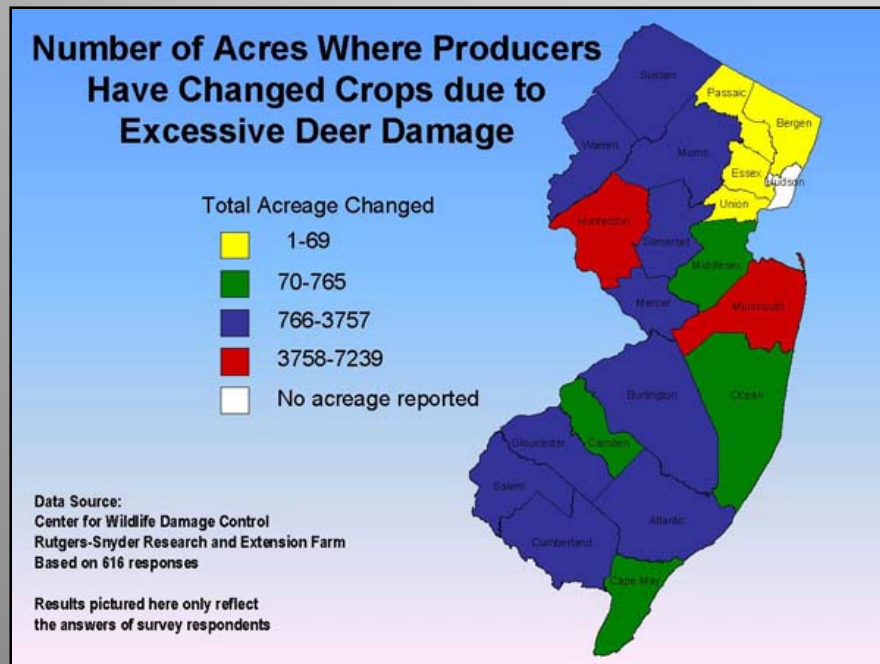 Number of Acres Where Producers
Have Changed Crops due to
Excessive Deer Damage
Total Acreage Changed
1-69
70-765
766-3757
3758-7239
No acreage reported
Sussex
Passaic
Bergen
Warren
Morris
Essex
Hudson
Union
Hunterdon
Somerset
Middlesex
Mercer
Monmouth
Ocean
Burlington
Camden
Gloucester
Salem
Atlantic
Cumberland
Cape May
Data Source:
Center for Wildlife Damage Control
Rutgers-Snyder Research and Extension Farm
Based on 616 responses
Results pictured here only reflect
the answers of survey respondents